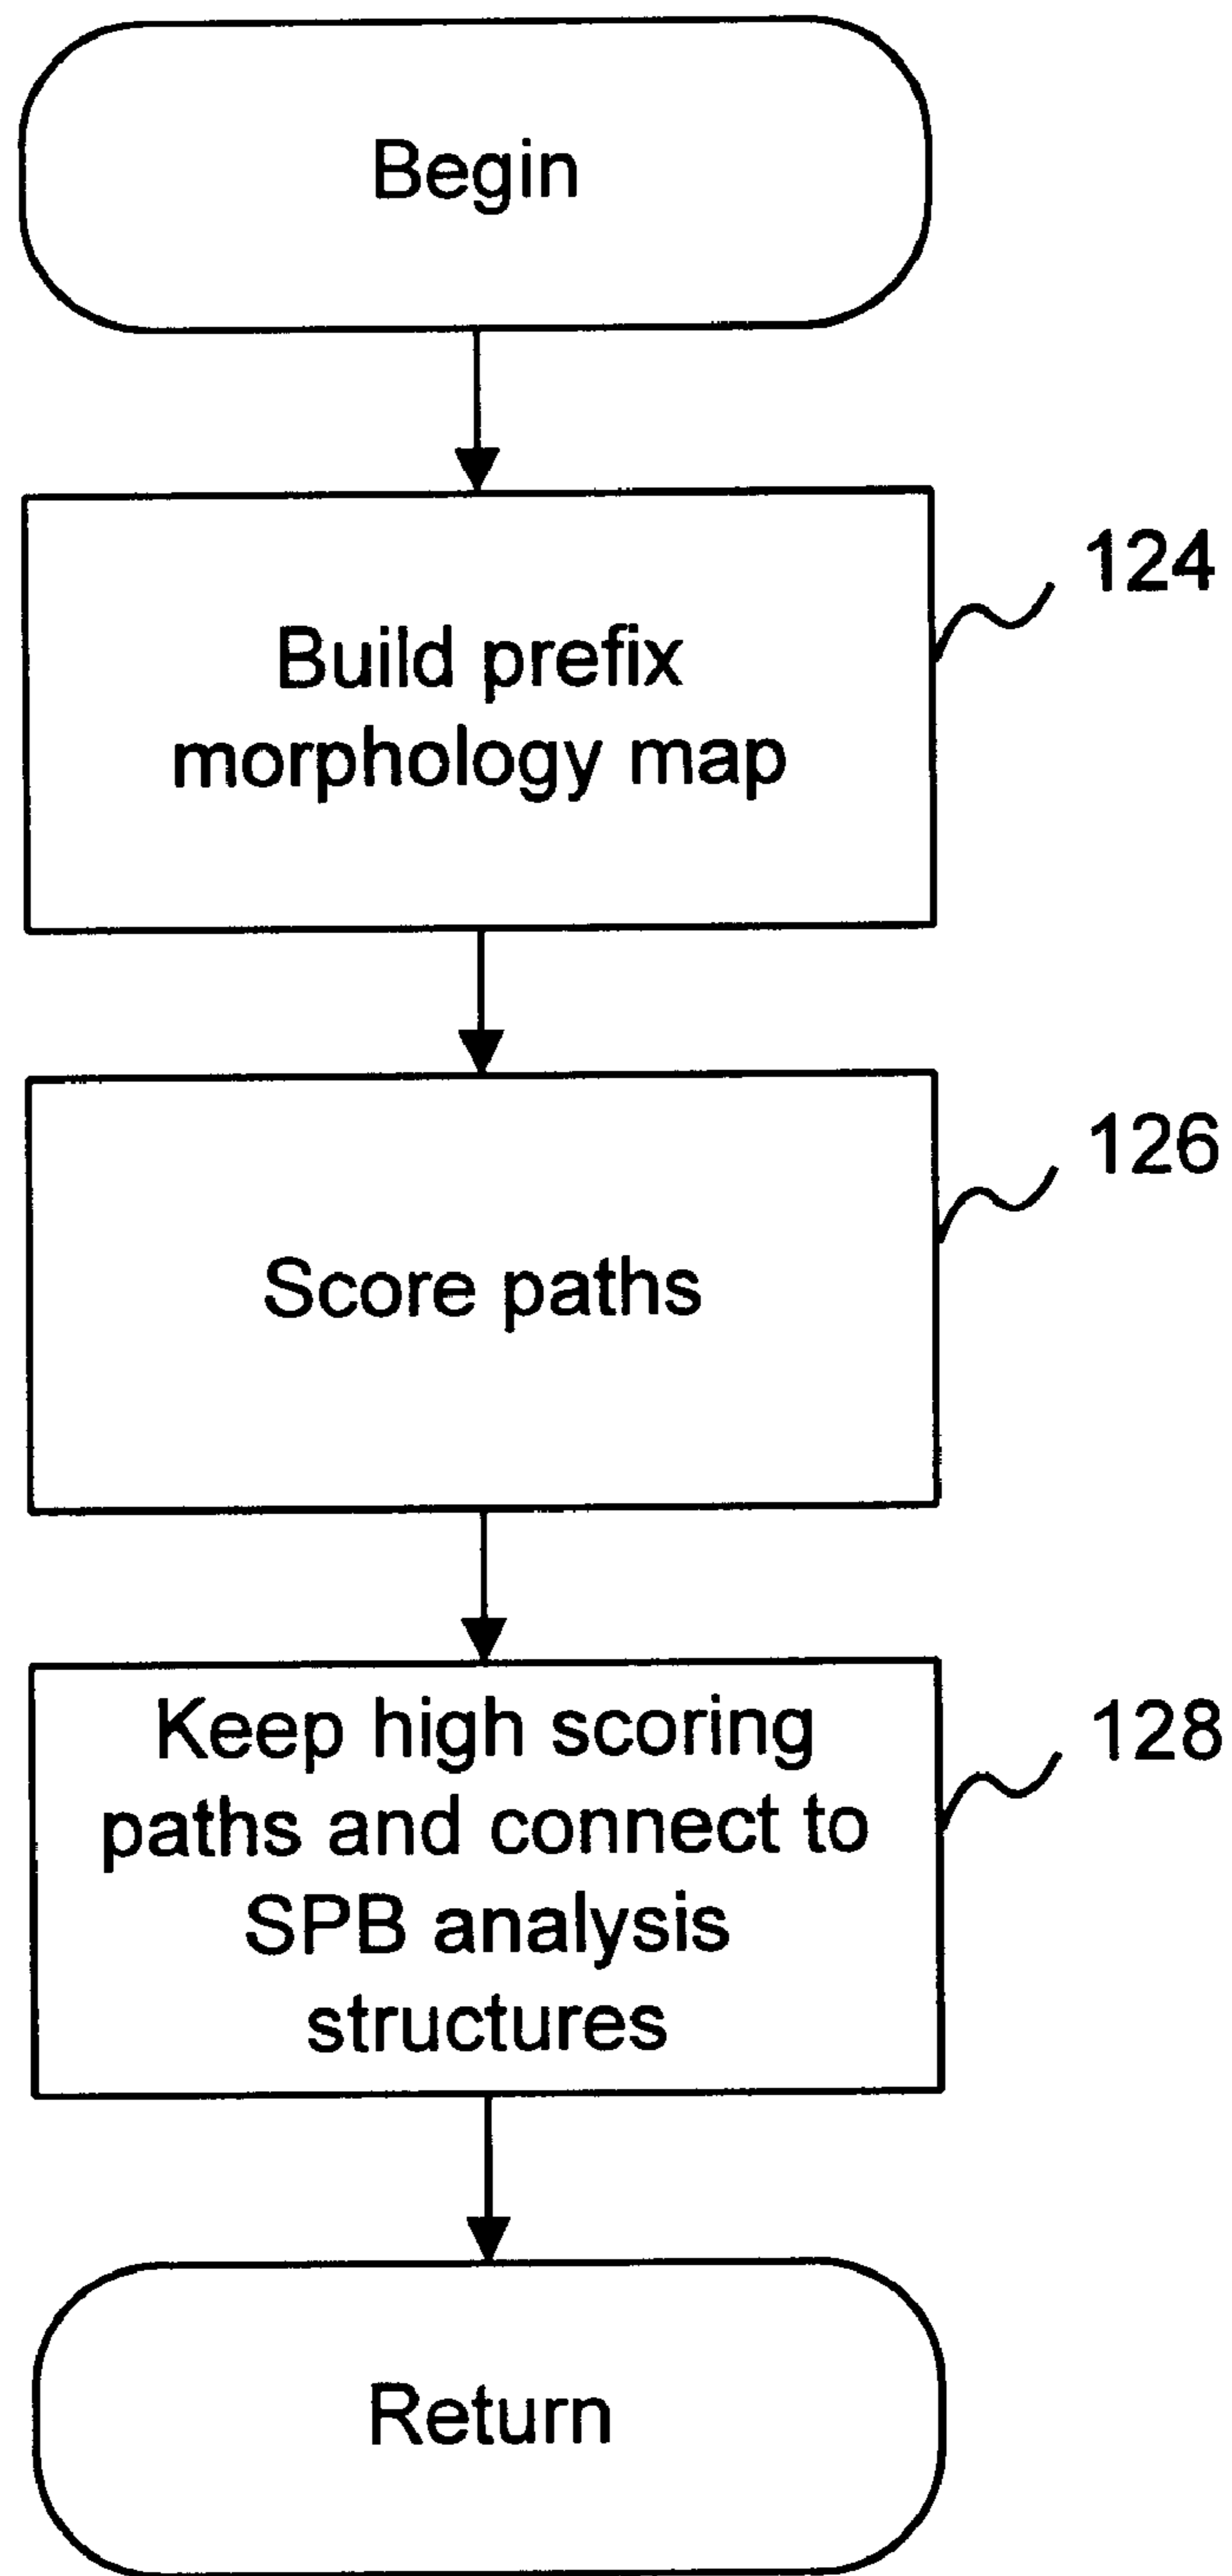 Begin
Build prefix
morphology map
124
Score paths
126
Keep high scoring
paths and connect to
SPB analysis
structures
128
Return